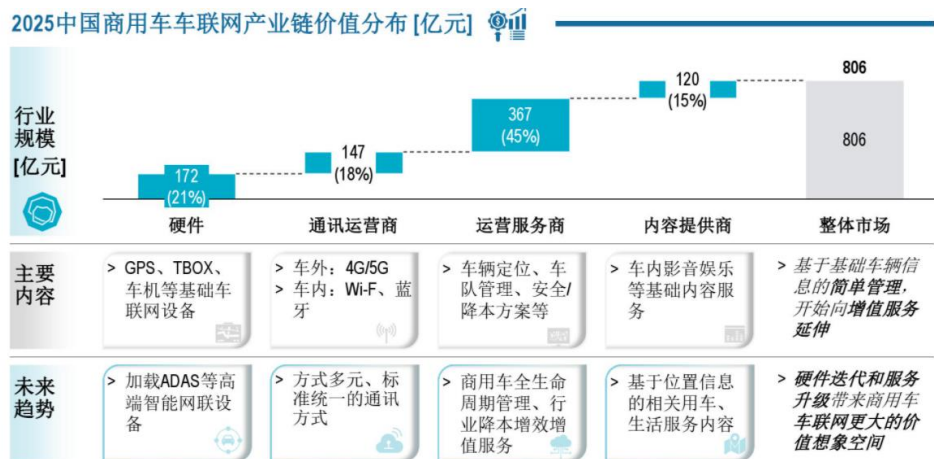 2025中国商用车车联网产业链价值分布 [亿元]
行业
规模
[亿元]
172
(21%)
147
(18%)
367
(45%)
120
(15%)
806
806
硬件
通讯运营商
运营服务商
内容提供商
整体市场
主要
内容
> GPS、TBOX、
车机等基础车
联网设备
> 车外：4G/5G
> 车内：Wi-F、蓝
牙
> 车辆定位、车
队管理、安全/
降本方案等
> 车内影音娱乐
等基础内容服
务
> 基于基础车辆信
息的简单管理，
开始向增值服务
延伸
未来
趋势
> 加载ADAS等高
端智能网联设
备
> 方式多元、标
准统一的通讯
方式
> 商用车全生命
周期管理、行
业降本增效增
值服务
> 基于位置信息
的相关用车、
生活服务内容
> 硬件迭代和服务
升级带来商用车
车联网更大的价
值想象空间